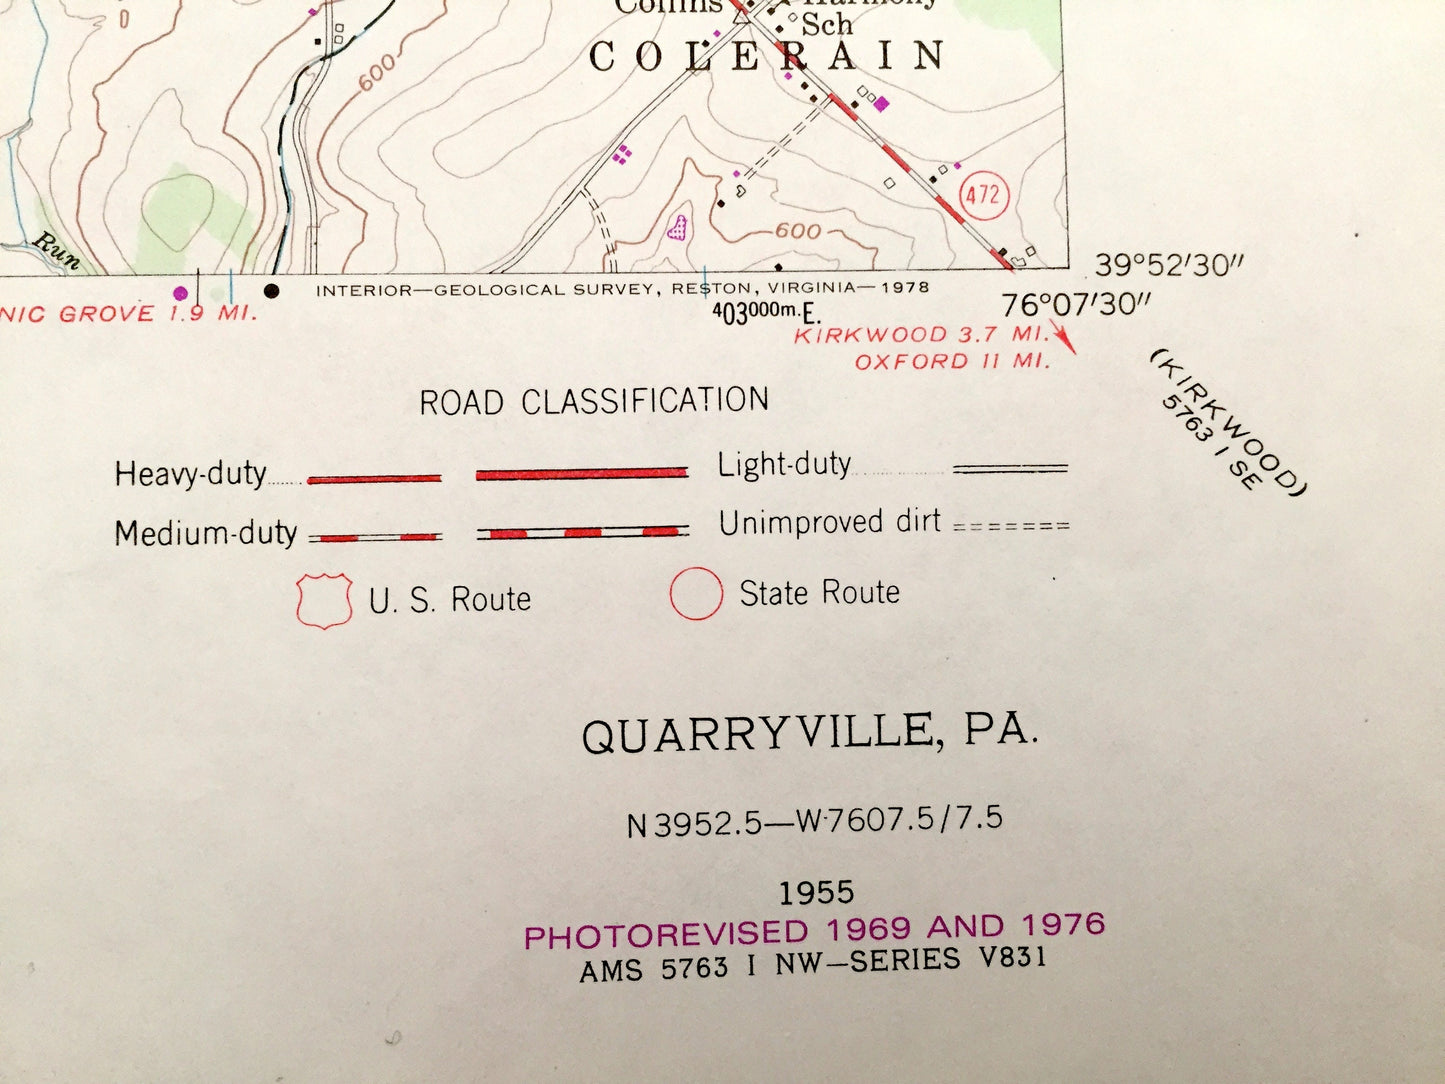 Collins
Harmony
Sch
COLERAIN
600
472
600
Run
39°52'30"
INTERIOR—GEOLOGICAL SURVEY, RESTON, VIRGINIA—1978
76°07'30"
NIC GROVE 1.9 MI.
403000m.E.
KIRKWOOD 3.7 MI.
OXFORD 11 MI.
(KIRKWOOD)
5763 I SE
ROAD CLASSIFICATION
Heavy-duty
Light-duty
Medium-duty
Unimproved dirt
U. S. Route
State Route
QUARRYVILLE, PA.
N3952.5—W7607.5/7.5
1955
PHOTOREVISED 1969 AND 1976
AMS 5763 I NW—SERIES V831